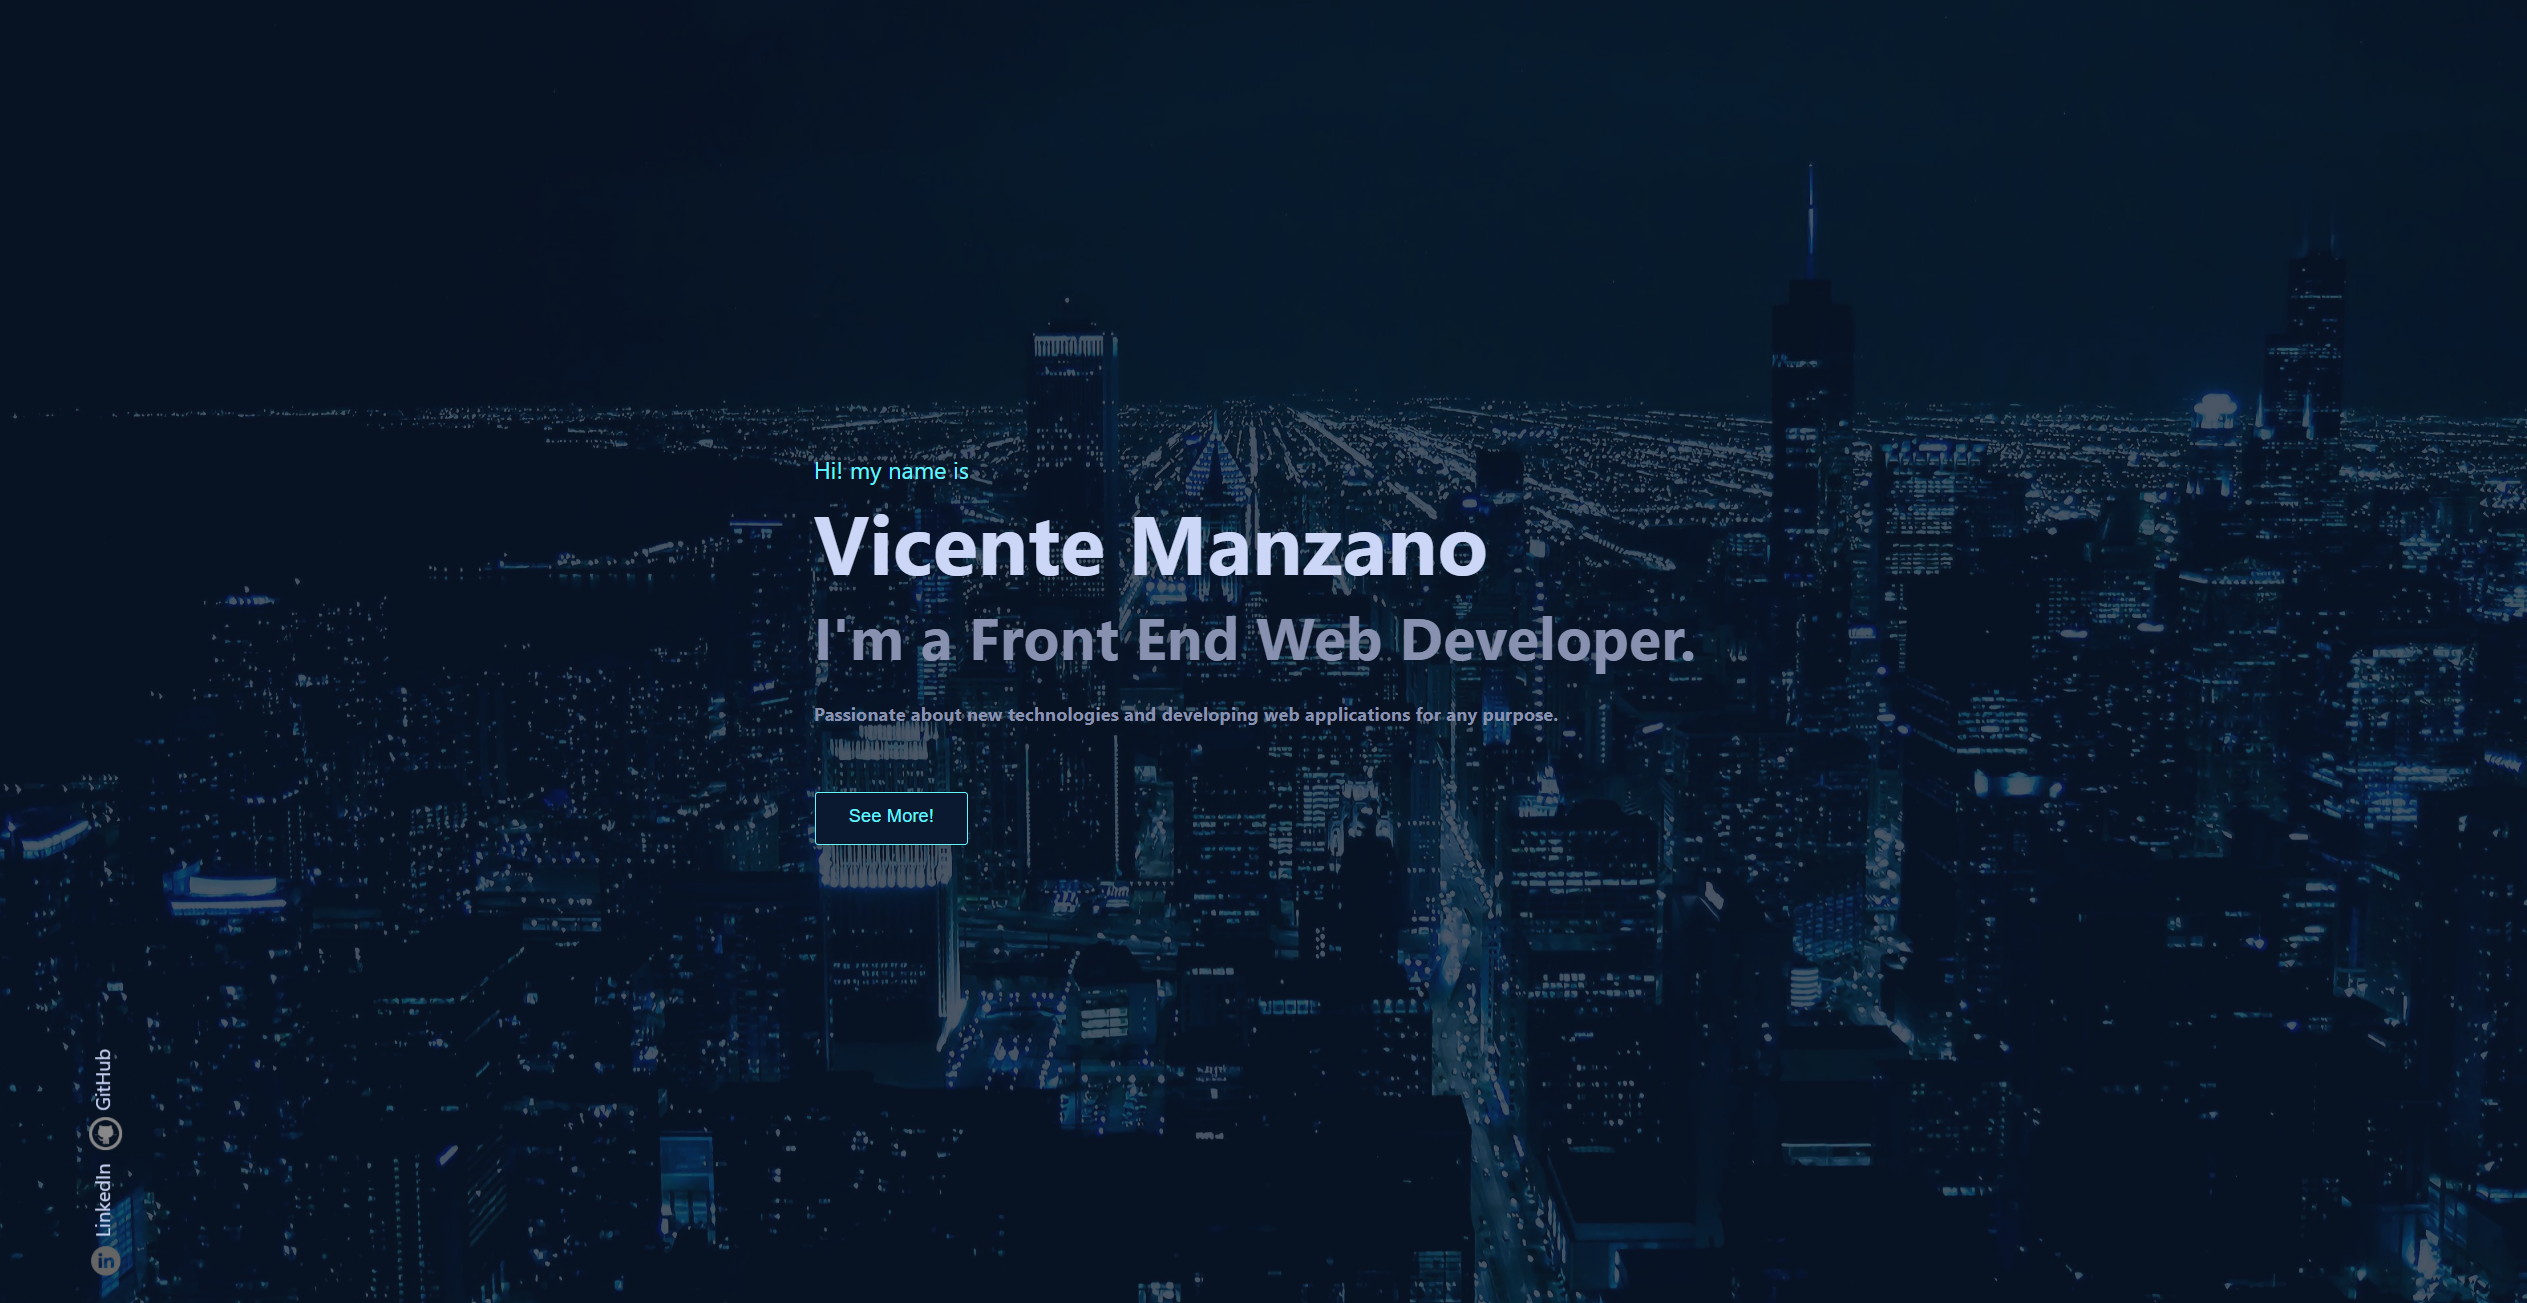 Hi! my name is
Vicente Manzano
I'm a Front End Web Developer.
Passionate about new technologies and developing web applications for any purpose.
See More!
GitHub
LinkedIn
in